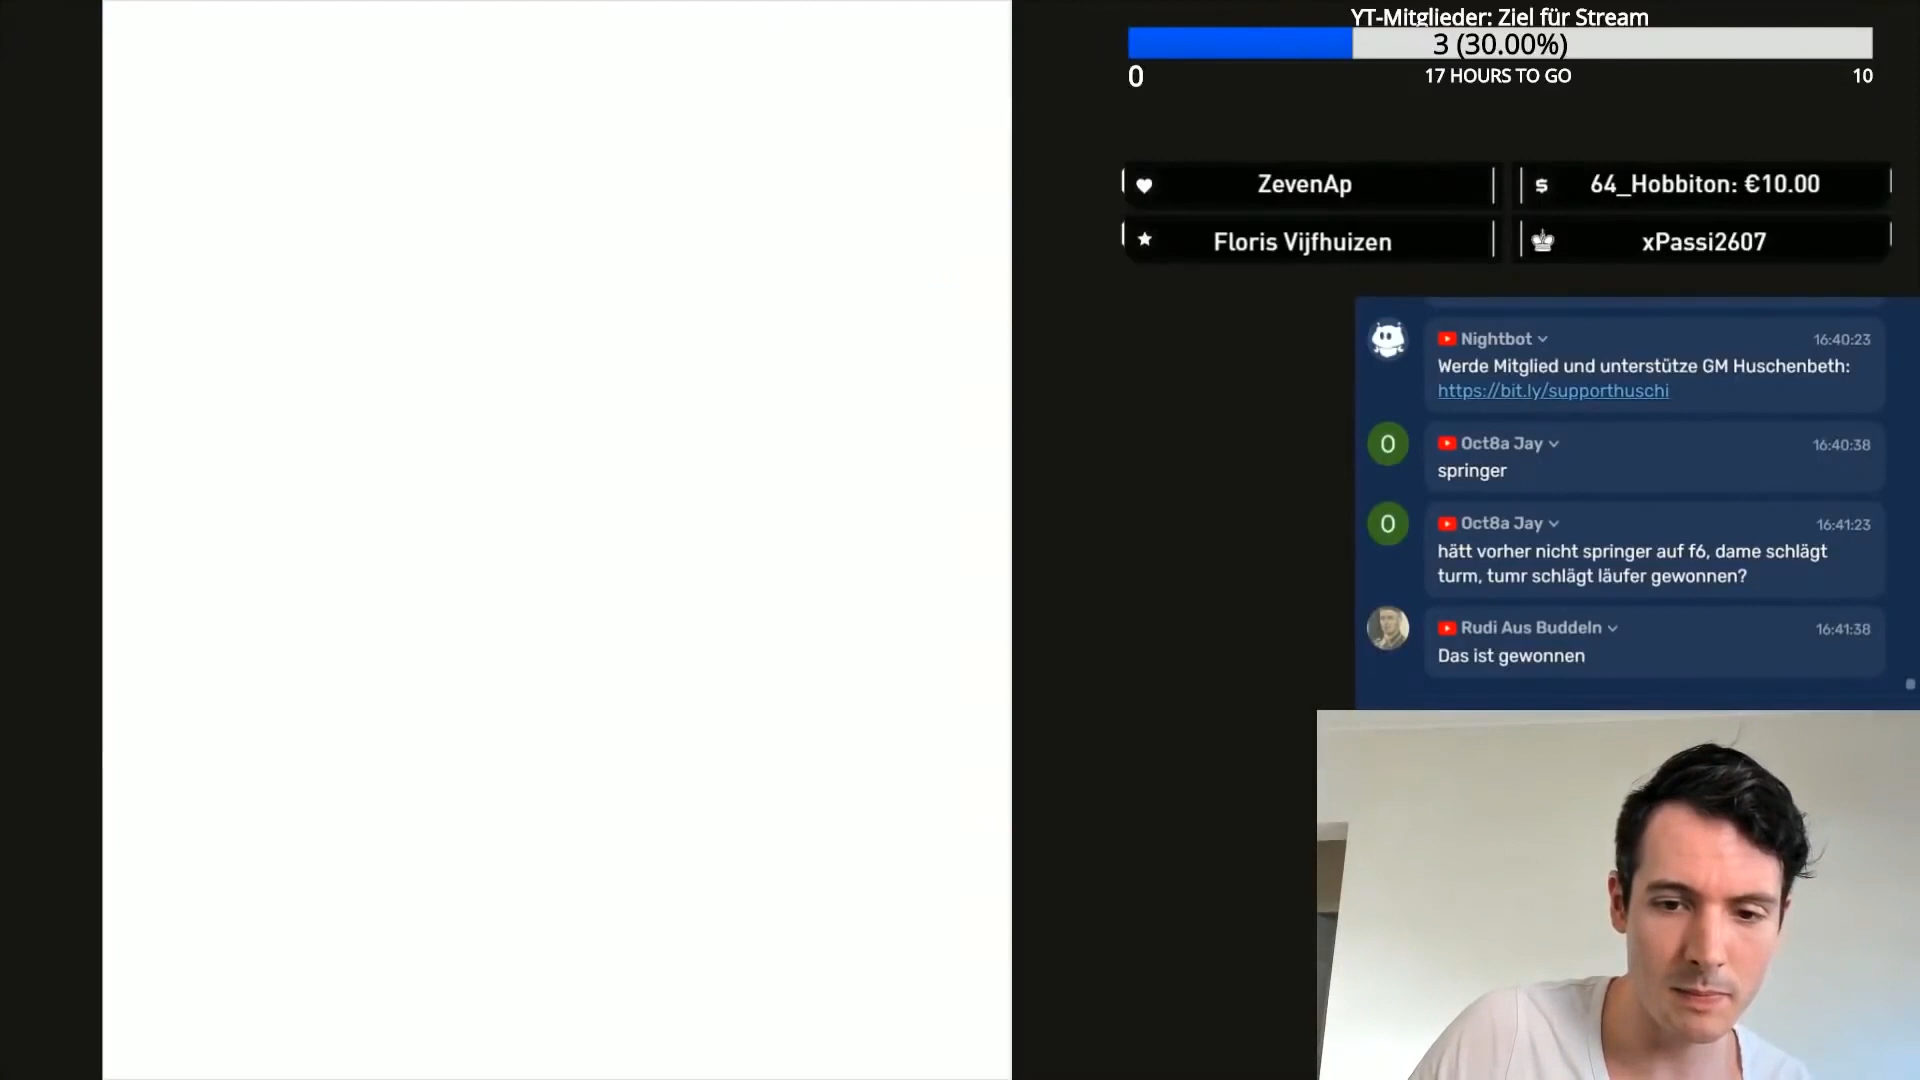 YT-Mitglieder: Ziel für Stream
3 (30.00%)
0
17 HOURS TO GO
10
ZevenAp
64_Hobbiton: €10.00
Floris Vijfhuizen
xPassi2607
Nightbot
16:40:23
Werde Mitglied und unterstütze GM Huschenbeth:
https://bit.ly/supporthuschi
O
Oct8a Jay
16:40:38
springer
O
Oct8a Jay
16:41:23
hätt vorher nicht springer auf f6, dame schlägt
turm, tumr schlägt läufer gewonnen?
Rudi Aus Buddeln
16:41:38
Das ist gewonnen